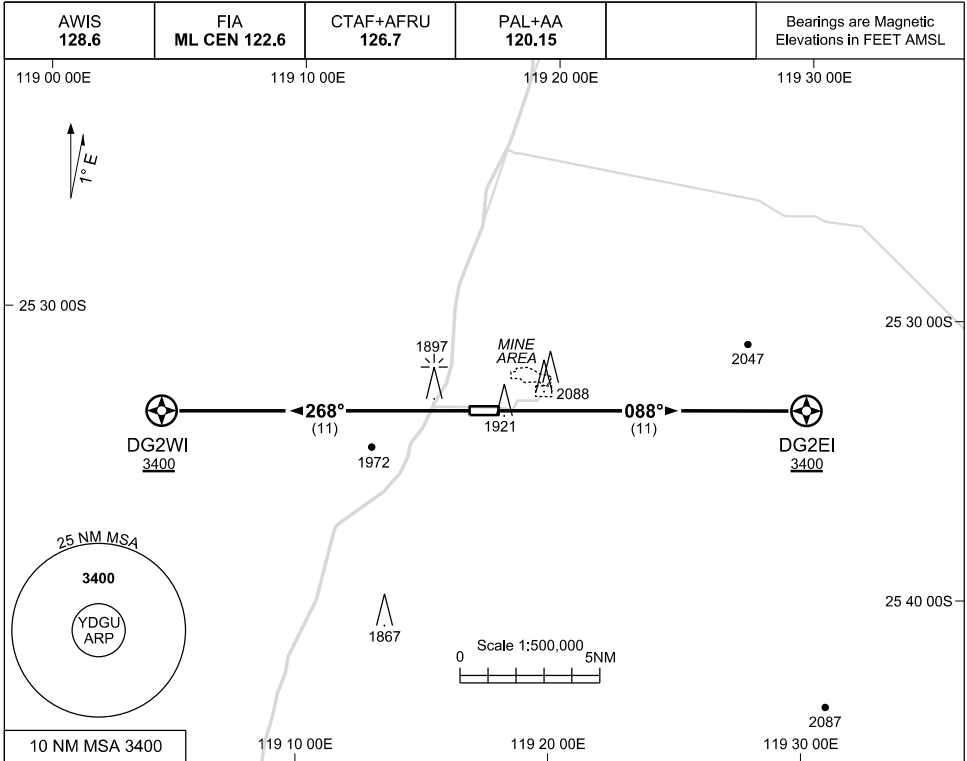 AWIS
128.6
FIA
ML CEN 122.6
CTAF+AFRU
126.7
PAL+AA
120.15
Bearings are Magnetic
Elevations in FEET AMSL
119 00 00E
119 10 00E
119 20 00E
119 30 00E
1° E
25 30 00S
25 30 00S
1897
MINE
AREA
2047
2088
1921
268°
(11)
088°
(11)
DG2WI
3400
DG2EI
3400
1972
25 NM MSA
3400
YDGU
ARP
25 40 00S
1867
Scale 1:500,000
0
5NM
2087
10 NM MSA 3400
119 10 00E
119 20 00E
119 30 00E